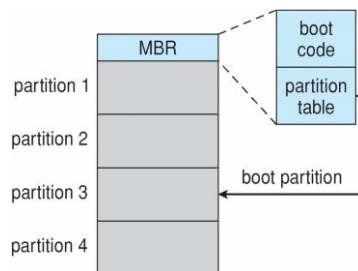 MBR
boot
code
partition
table
partition 1
partition 2
partition 3
boot partition
partition 4